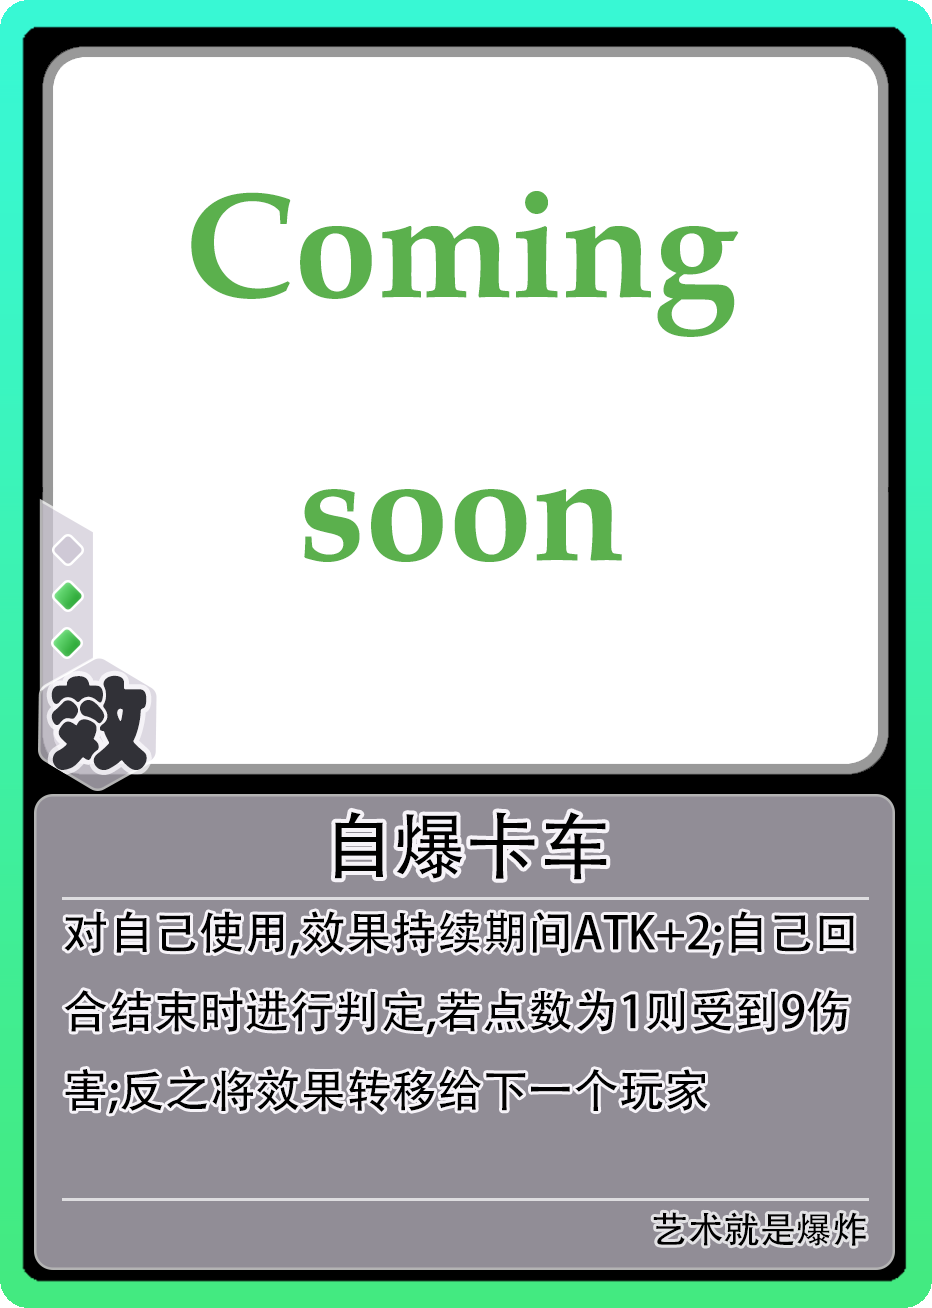 Coming
soon
效
自爆卡车
对自己使用,效果持续期间ATK+2;自己回
合结束时进行判定,若点数为1则受到9伤
害;反之将效果转移给下一个玩家
艺术就是爆炸